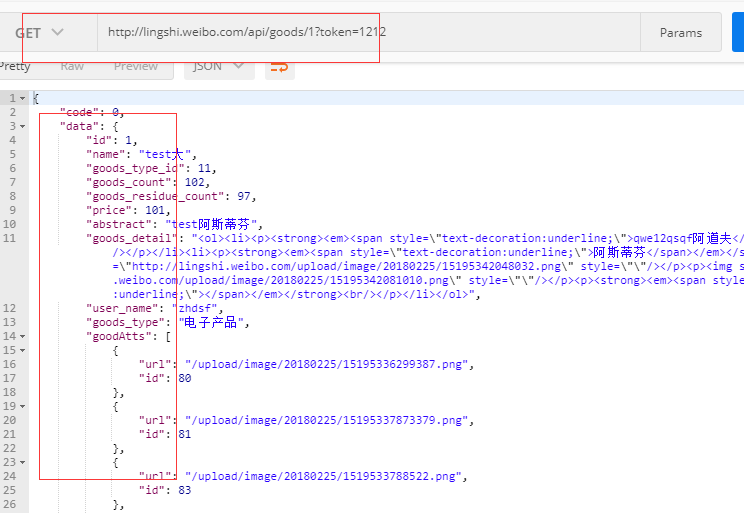 GET http://lingshi.weibo.com/api/goods/1?token=1212 Params
Pretty Raw Preview JSON
1 {
2 "code": 0,
3 "data": {
4 "id": 1,
5 "name": "test大",
6 "goods_type_id": 11,
7 "goods_count": 102,
8 "goods_residue_count": 97,
9 "price": 101,
10 "abstract": "test阿斯蒂芬",
11 "goods_detail": "<ol><li><p><strong><em><span style=\"text-decoration:underline;\">qwe12qsqf阿道夫</
/></p></li><li><p><strong><em><span style=\"text-decoration:underline;\">阿斯蒂芬</span></em></s
=\"http://lingshi.weibo.com/upload/image/20180225/15195342048032.png\" style=\"\"/></p><p><img s
.weibo.com/upload/image/20180225/15195342081010.png\" style=\"\"/></p><p><strong><em><span style
:underline;\"></span></em></strong><br/></p></li></ol>",
12 "user_name": "zhdsf",
13 "goods_type": "电子产品",
14 "goodAtts": [
15 {
16 "url": "/upload/image/20180225/15195336299387.png",
17 "id": 80
18 },
19 {
20 "url": "/upload/image/20180225/15195337873379.png",
21 "id": 81
22 },
23 {
24 "url": "/upload/image/20180225/1519533788522.png",
25 "id": 83
26 },